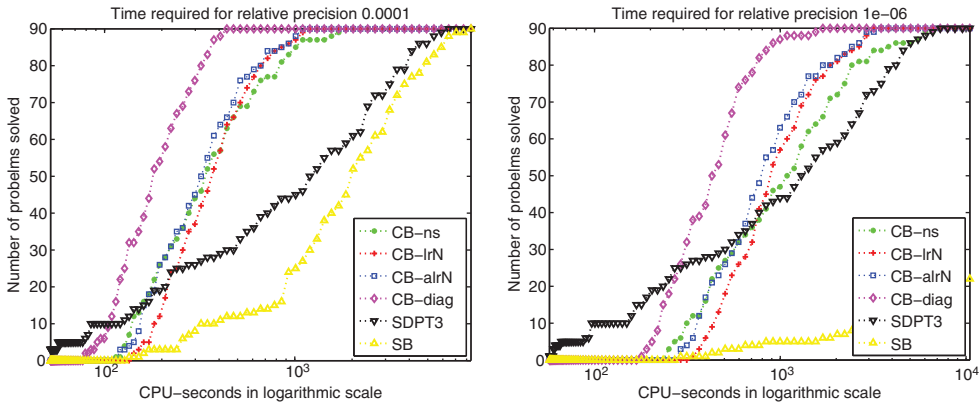 Time required for relative precision 0.0001
Number of probelms solved
90
80
70
60
50
40
30
20
10
0
10^2
10^3
CPU−seconds in logarithmic scale
CB−ns
CB−lrN
CB−alrN
CB−diag
SDPT3
SB
Time required for relative precision 1e−06
Number of probelms solved
90
80
70
60
50
40
30
20
10
0
10^2
10^3
10^4
CPU−seconds in logarithmic scale
CB−ns
CB−lrN
CB−alrN
CB−diag
SDPT3
SB